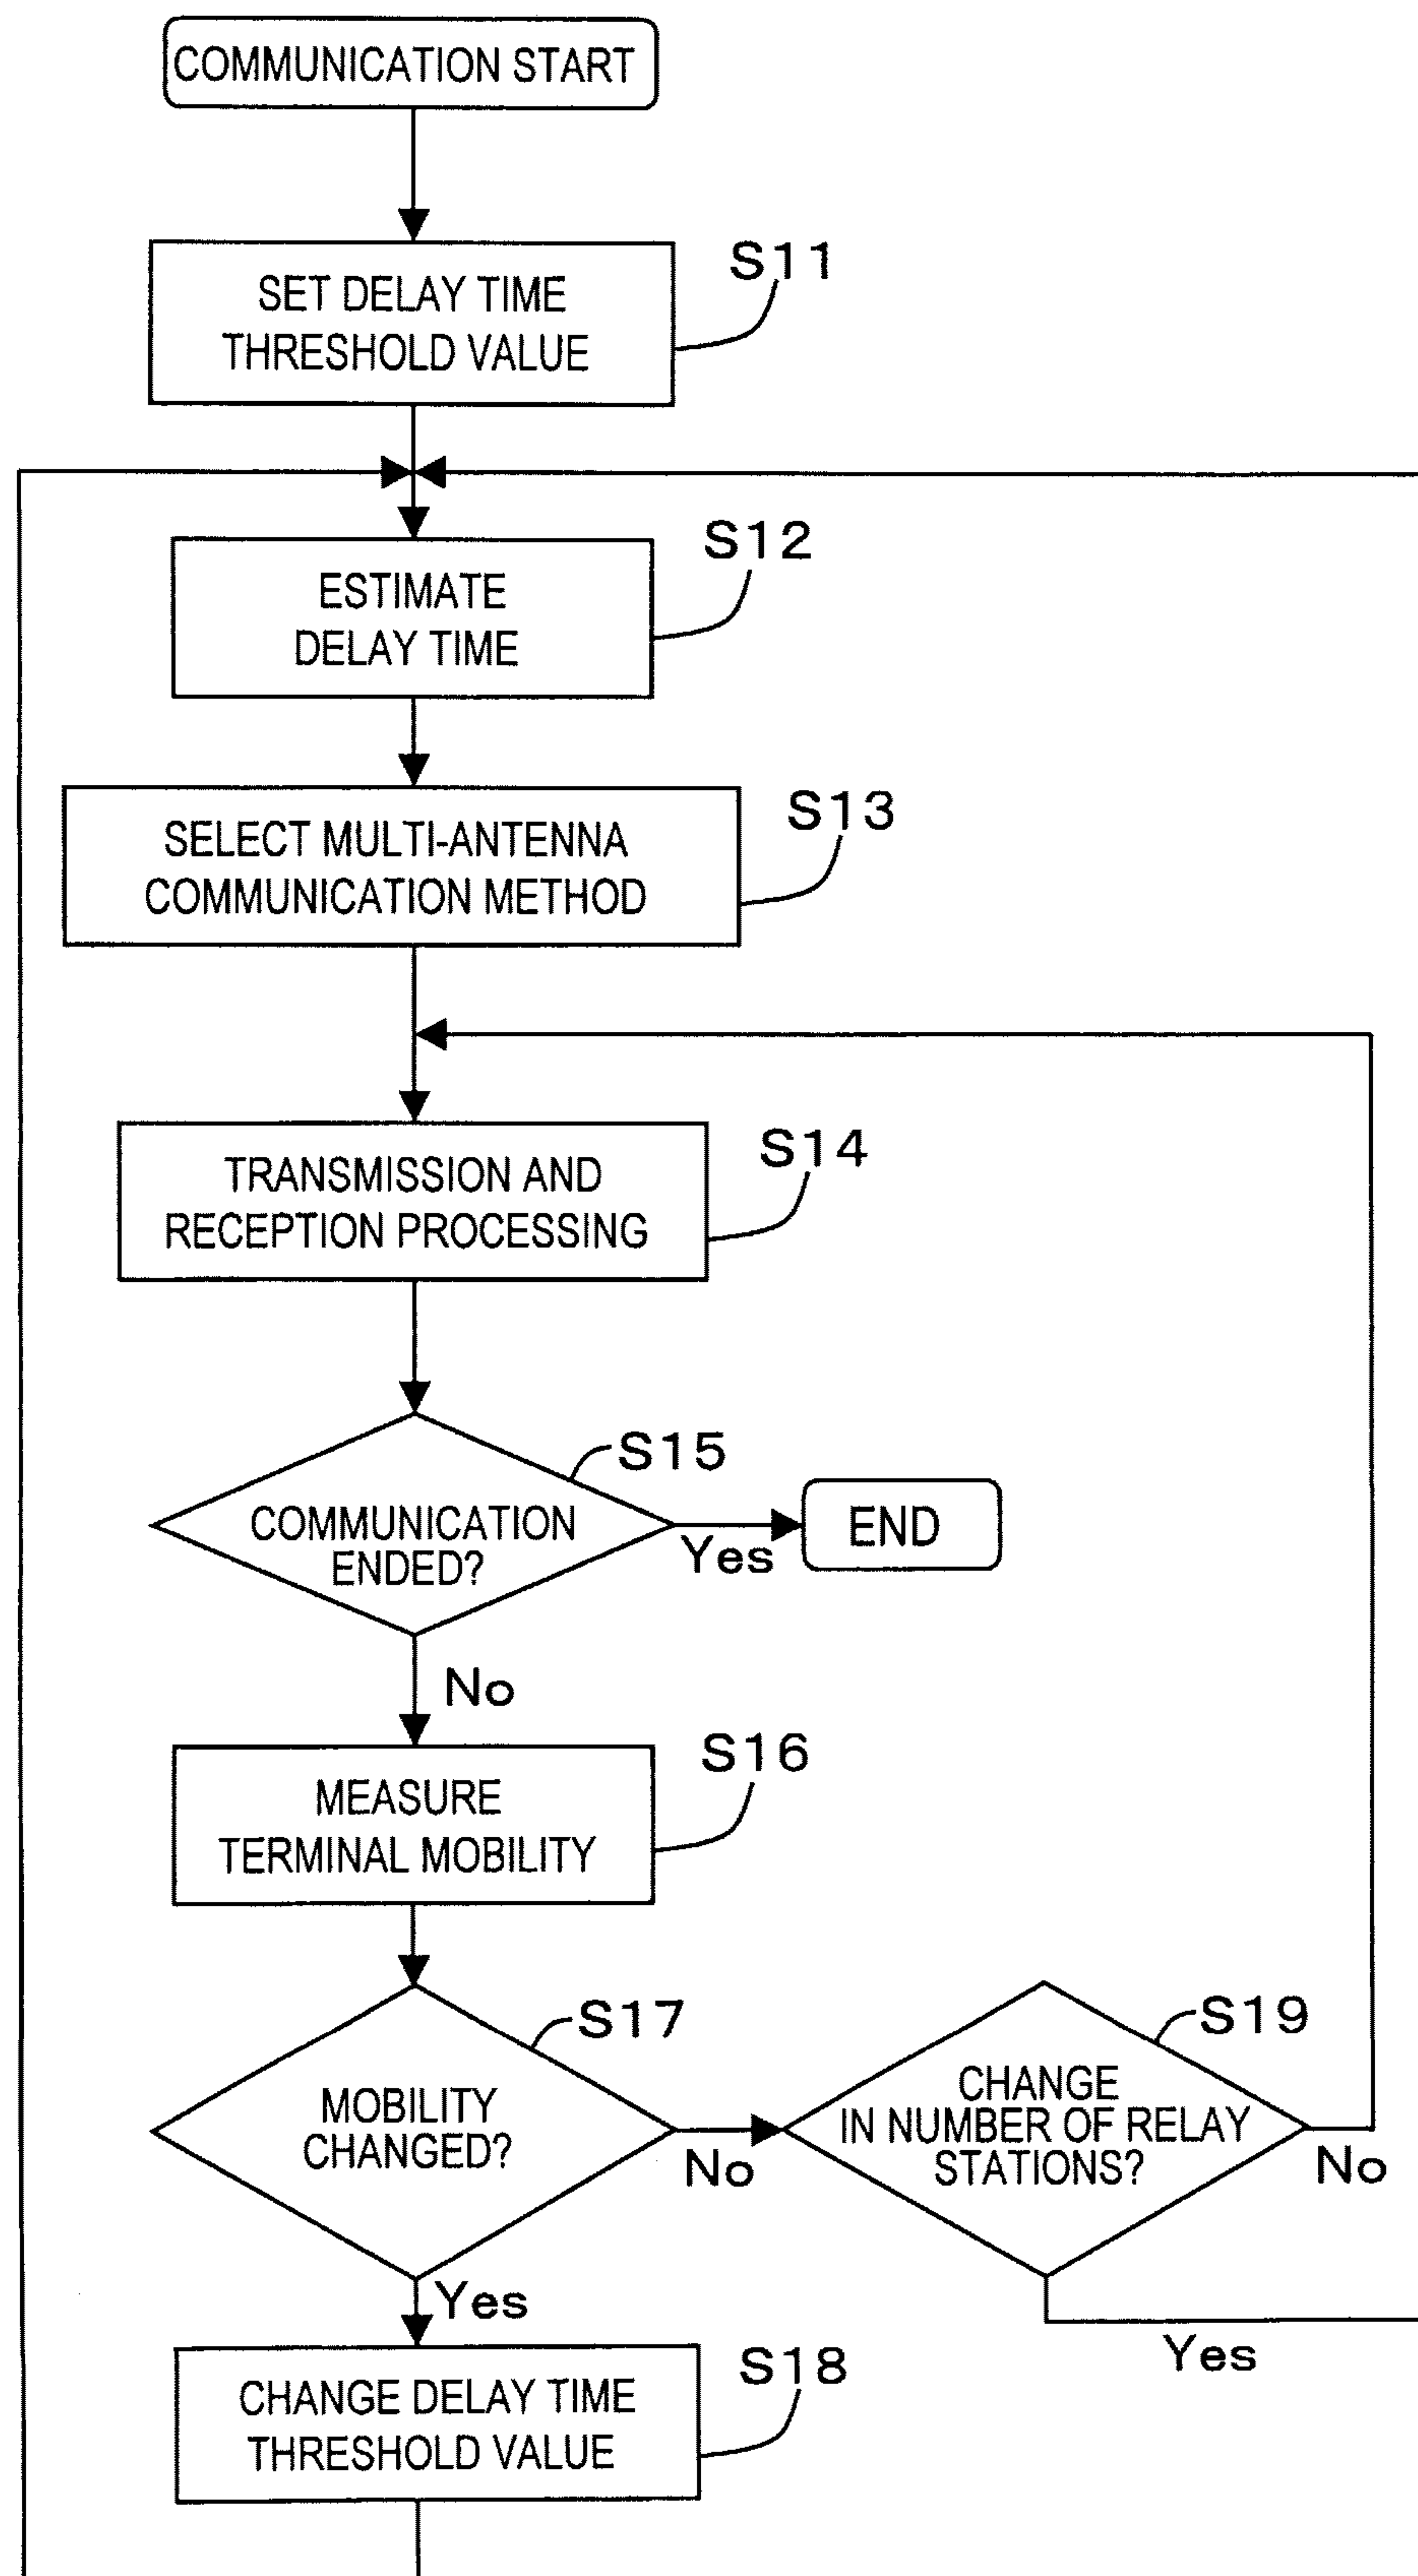 COMMUNICATION START
S11
SET DELAY TIME
THRESHOLD VALUE
S12
ESTIMATE
DELAY TIME
S13
SELECT MULTI-ANTENNA
COMMUNICATION METHOD
S14
TRANSMISSION AND
RECEPTION PROCESSING
S15
COMMUNICATION
ENDED?
Yes
END
No
S16
MEASURE
TERMINAL MOBILITY
S17
MOBILITY
CHANGED?
No
S19
CHANGE
IN NUMBER OF RELAY
STATIONS?
No
Yes
Yes
S18
CHANGE DELAY TIME
THRESHOLD VALUE